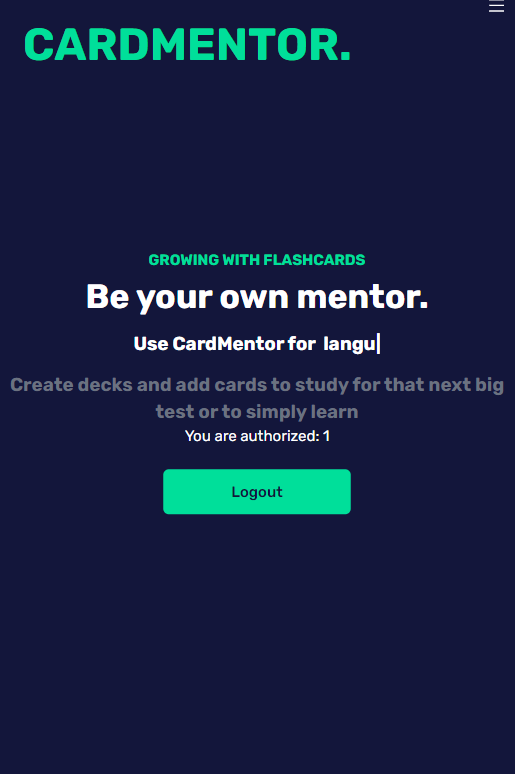 CARDMENTOR.
GROWING WITH FLASHCARDS
Be your own mentor.
Use CardMentor for langu|
Create decks and add cards to study for that next big
test or to simply learn
You are authorized: 1
Logout